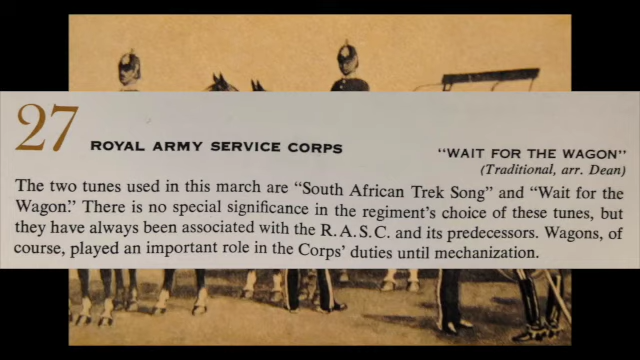 27
ROYAL ARMY SERVICE CORPS
"WAIT FOR THE WAGON"
(Traditional, arr. Dean)
The two tunes used in this march are "South African Trek Song" and "Wait for the
Wagon." There is no special significance in the regiment's choice of these tunes, but
they have always been associated with the R.A.S.C. and its predecessors. Wagons, of
course, played an important role in the Corps' duties until mechanization.